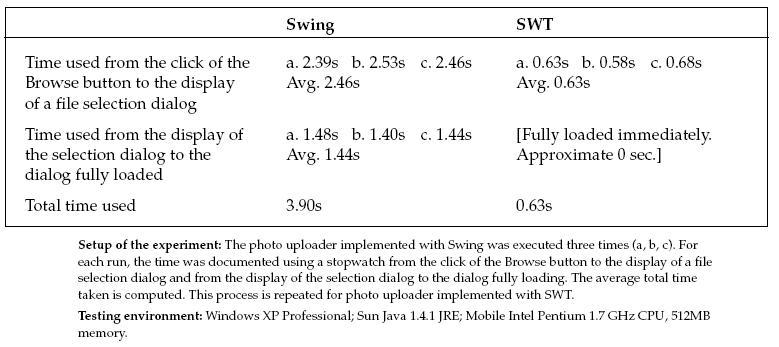 Swing SWT
Time used from the click of the a. 2.39s b. 2.53s c. 2.46s a. 0.63s b. 0.58s c. 0.68s
Browse button to the display Avg. 2.46s Avg. 0.63s
of a file selection dialog
Time used from the display of a. 1.48s b. 1.40s c. 1.44s [Fully loaded immediately.
the selection dialog to the Avg. 1.44s Approximate 0 sec.]
dialog fully loaded
Total time used 3.90s 0.63s
Setup of the experiment: The photo uploader implemented with Swing was executed three times (a, b, c). For
each run, the time was documented using a stopwatch from the click of the Browse button to the display of a file
selection dialog and from the display of the selection dialog to the dialog fully loading. The average total time
taken is computed. This process is repeated for photo uploader implemented with SWT.
Testing environment: Windows XP Professional; Sun Java 1.4.1 JRE; Mobile Intel Pentium 1.7 GHz CPU, 512MB
memory.